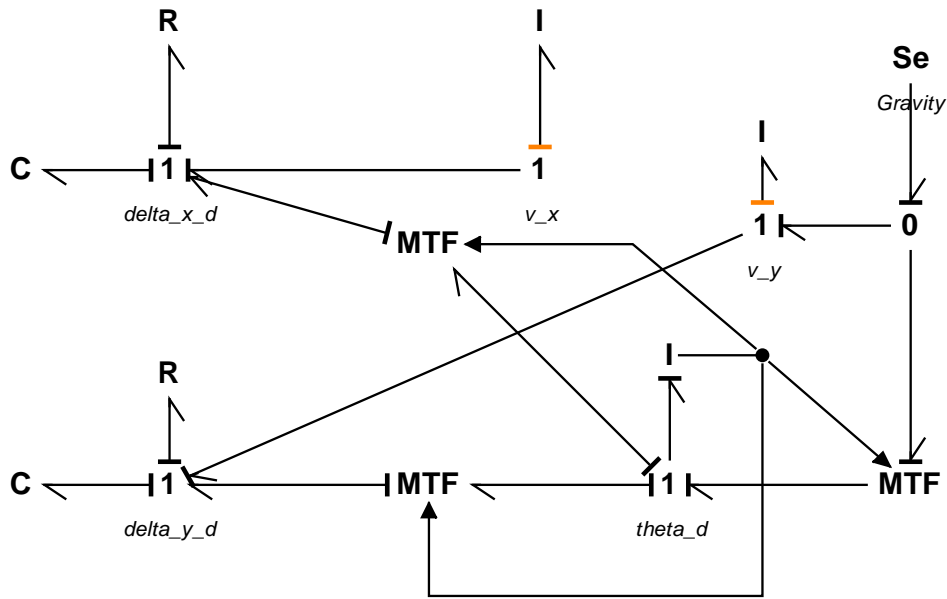 R
I
Se
Gravity
I
C
1
1
delta_x_d
v_x
1
0
MTF
v_y
I
R
C
1
MTF
1
MTF
delta_y_d
theta_d